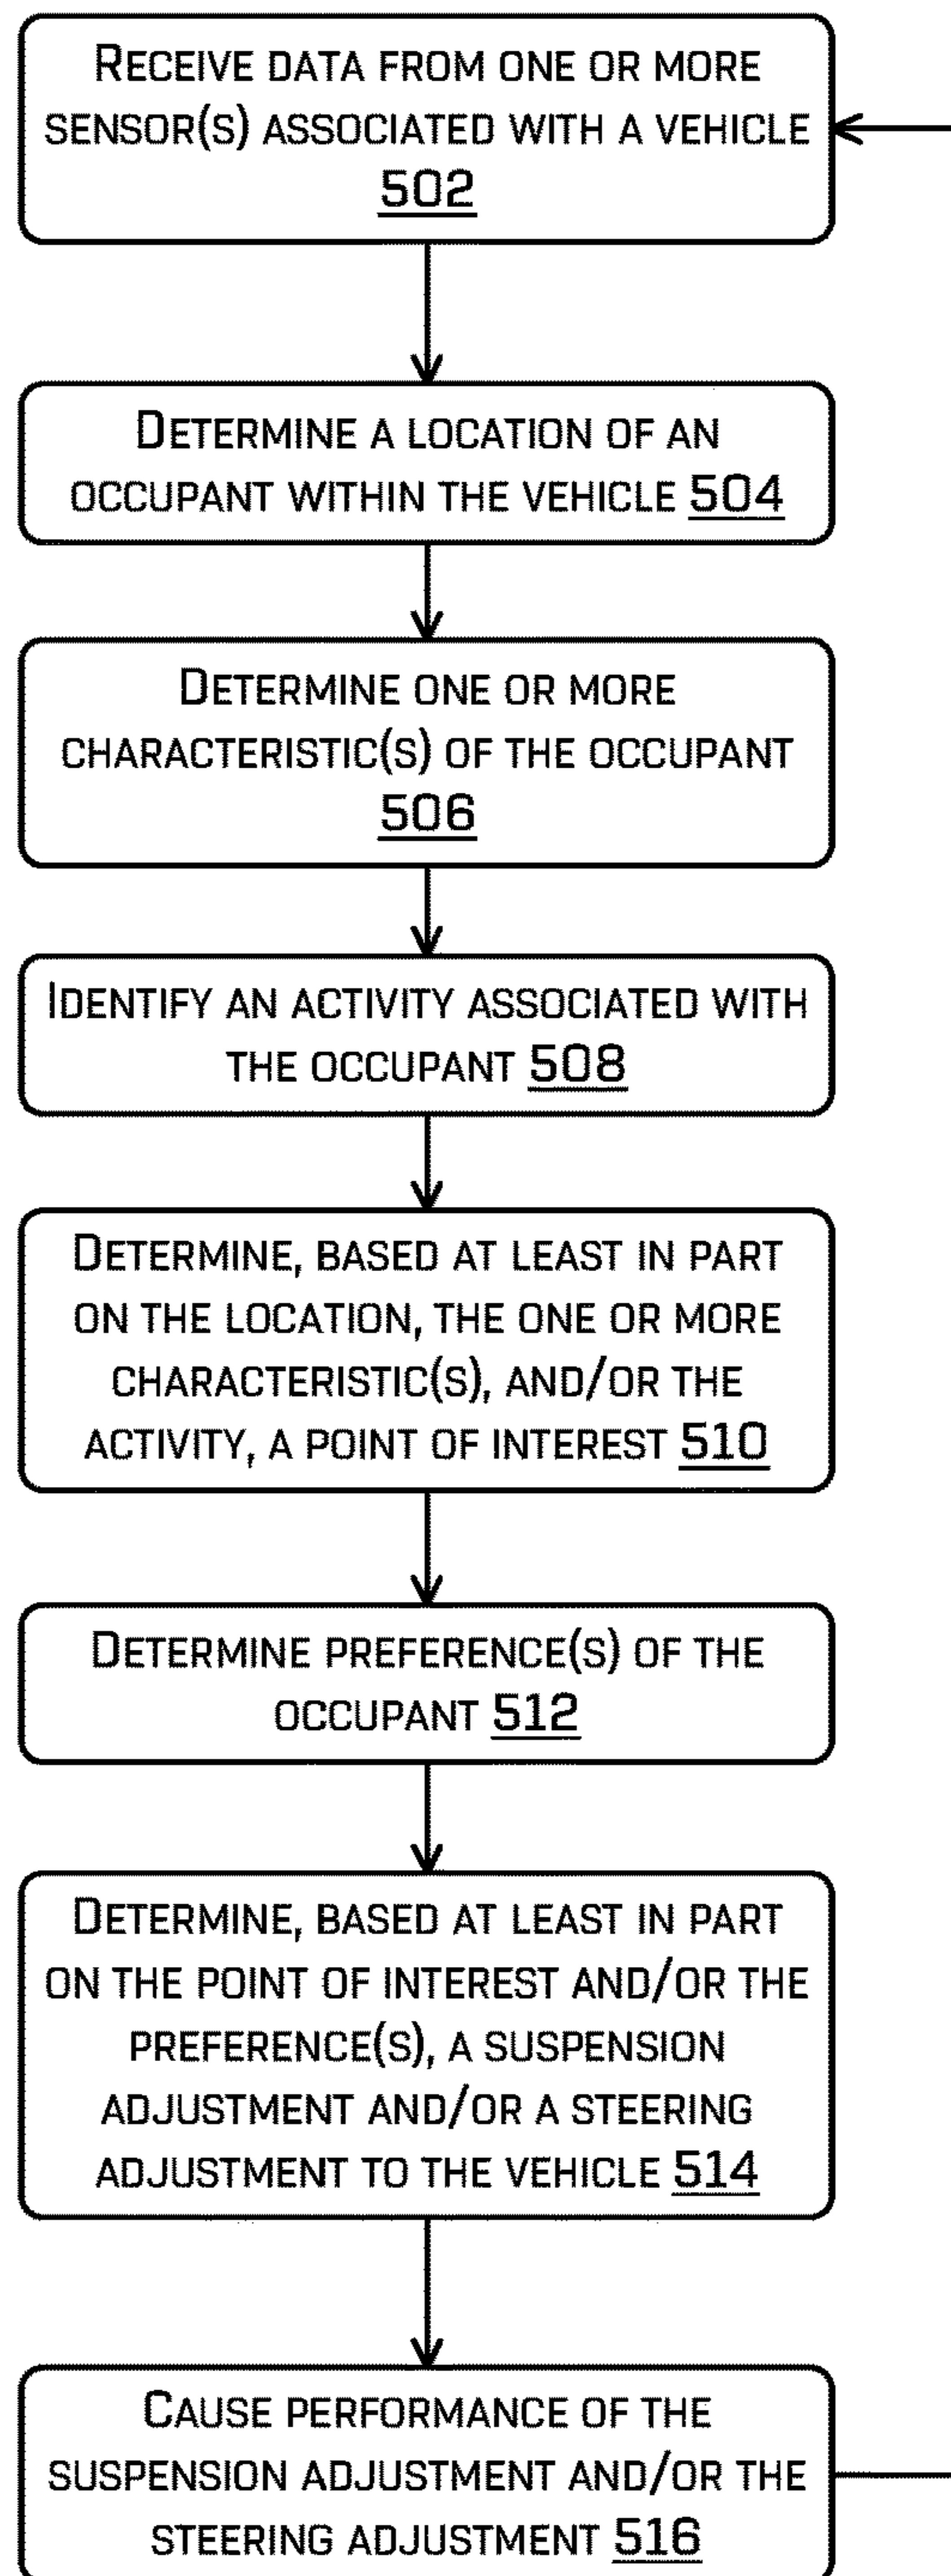 RECEIVE DATA FROM ONE OR MORE
SENSOR(S) ASSOCIATED WITH A VEHICLE
502
DETERMINE A LOCATION OF AN
OCCUPANT WITHIN THE VEHICLE 504
DETERMINE ONE OR MORE
CHARACTERISTIC(S) OF THE OCCUPANT
506
IDENTIFY AN ACTIVITY ASSOCIATED WITH
THE OCCUPANT 508
DETERMINE, BASED AT LEAST IN PART
ON THE LOCATION, THE ONE OR MORE
CHARACTERISTIC(S), AND/OR THE
ACTIVITY, A POINT OF INTEREST 510
DETERMINE PREFERENCE(S) OF THE
OCCUPANT 512
DETERMINE, BASED AT LEAST IN PART
ON THE POINT OF INTEREST AND/OR THE
PREFERENCE(S), A SUSPENSION
ADJUSTMENT AND/OR A STEERING
ADJUSTMENT TO THE VEHICLE 514
CAUSE PERFORMANCE OF THE
SUSPENSION ADJUSTMENT AND/OR THE
STEERING ADJUSTMENT 516